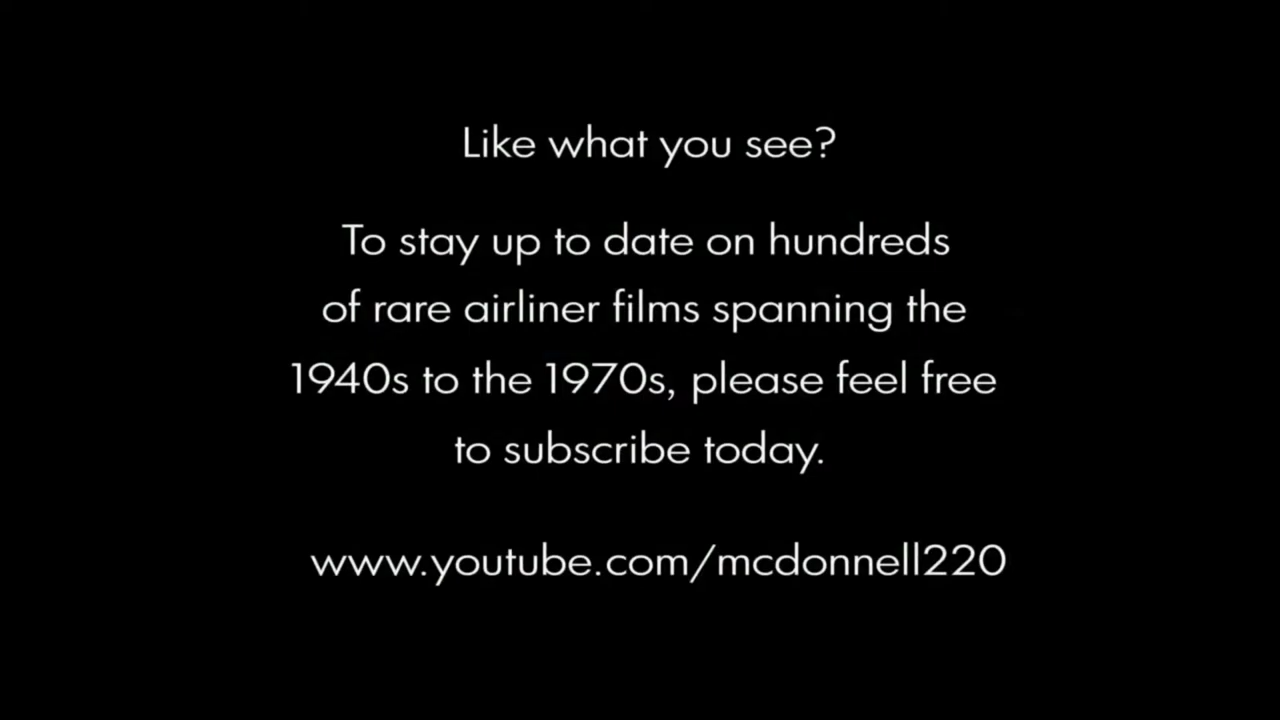 Like what you see?
To stay up to date on hundreds
of rare airliner films spanning the
1940s to the 1970s, please feel free
to subscribe today.
www.youtube.com/mcdonnell220